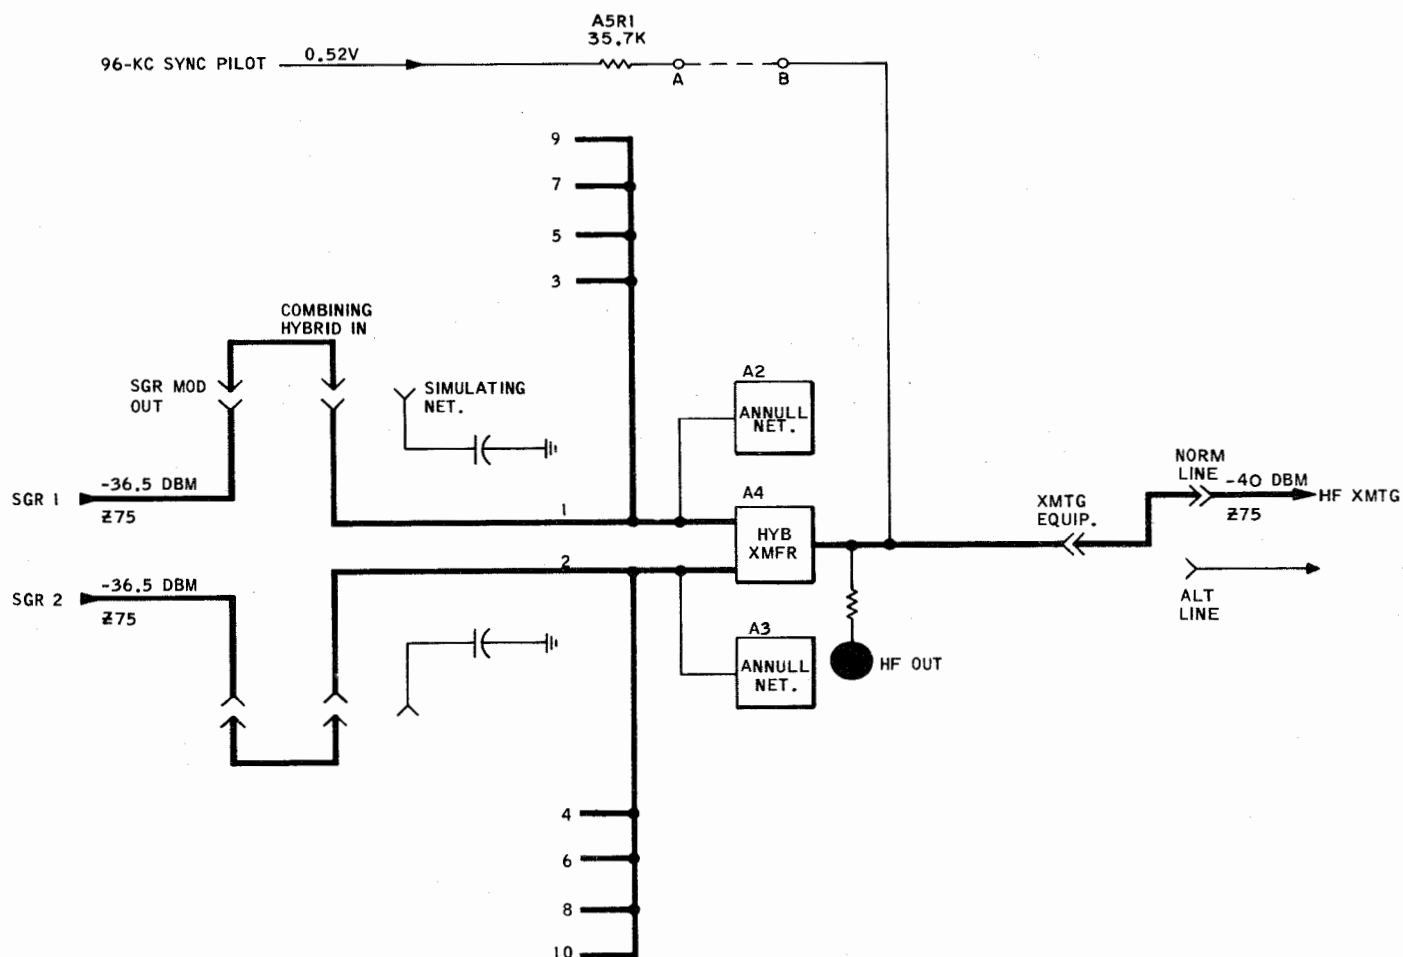 A5R1
35.7K
96-KC SYNC PILOT
0.52V
A
B
9
7
5
3
COMBINING
HYBRID IN
SGR MOD
OUT
SIMULATING
NET.
A2
ANNULL
NET.
SGR 1
-36.5 DBM
Z75
1
A4
HYB
XMFR
XMTG
EQUIP.
NORM
LINE
-40 DBM
HF XMTG
Z75
2
SGR 2
-36.5 DBM
Z75
ALT
LINE
A3
ANNULL
NET.
HF OUT
4
6
8
10